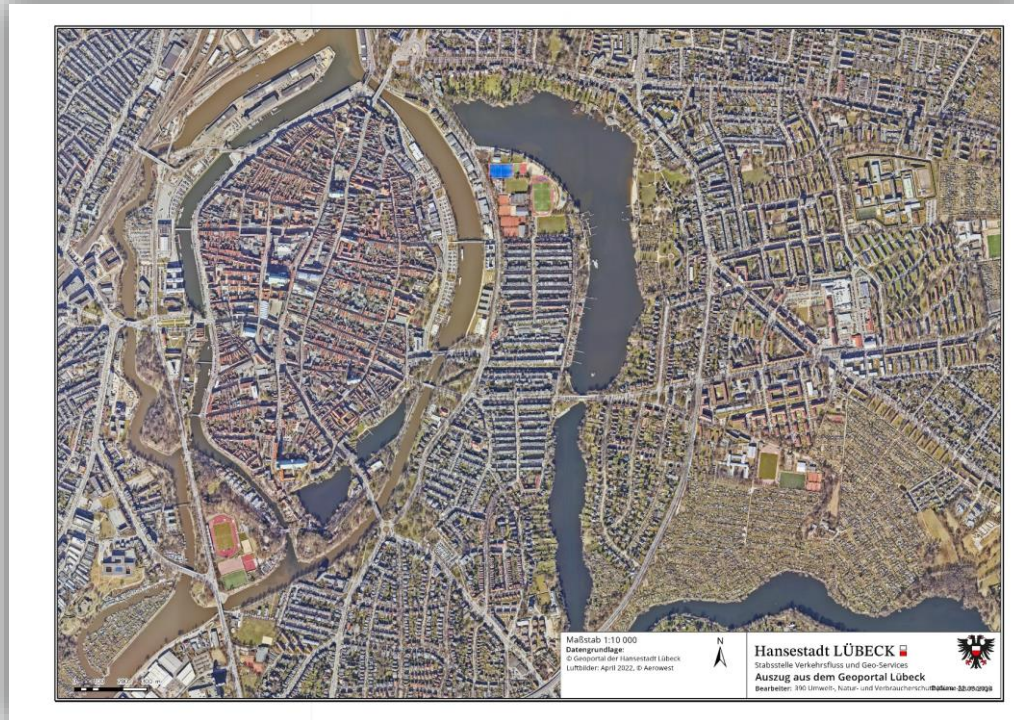 Maßstab 1:10 000
Datengrundlage:
© Geoportal der Hansestadt Lübeck
Luftbilder: April 2022, © Aerowest
N
Hansestadt LÜBECK
Stabsstelle Verkehrsfluss und Geo-Services
Auszug aus dem Geoportal Lübeck
Bearbeiter: 390 Umwelt-, Natur- und Verbraucherschutz